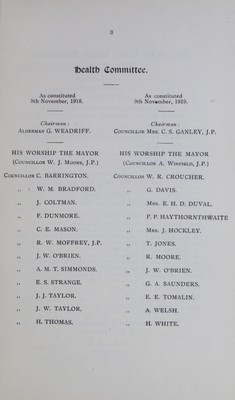 3
Health Committee.
As constituted
9th November, 1918.
Chairman:
ALDERMAN G. WEADRIFF.
HIS WORSHIP THE MAYOR
(COUNCILLOR W. J. MOORE, J.P.)
COUNCILLOR C. BARRINGTON.
„ W. M. BRADFORD.
„ J. COLTMAN.
„ F. DUNMORE.
„ C. E. MASON.
„ R. W. MOFFREY, J.P.
„ J. W. O'BRIEN.
„ A. M. T. SIMMONDS.
„ E. S. STRANGE.
„ J. J. TAYLOR.
„ J. W. TAYLOR.
„ H. THOMAS.
As constituted
9th November, 1919.
Chairman:
COUNCILLOR MRS. C. S. GANLEY, J.P.
HIS WORSHIP THE MAYOR
(COUNCILLOR A. WINFIELD, J.P.)
COUNCILLOR W. R. CROUCHER.
„ G. DAVIS.
„ MRS. E. H. D. DUVAL.
„ P. P. HAYTHORNTHWAITE
„ MRS. J. HOCKLEY.
„ T. JONES.
„ R. MOORE.
„ J. W. O'BRIEN.
„ G. A. SAUNDERS.
„ E. E. TOMALIN.
„ A. WELSH.
„ H. WHITE.